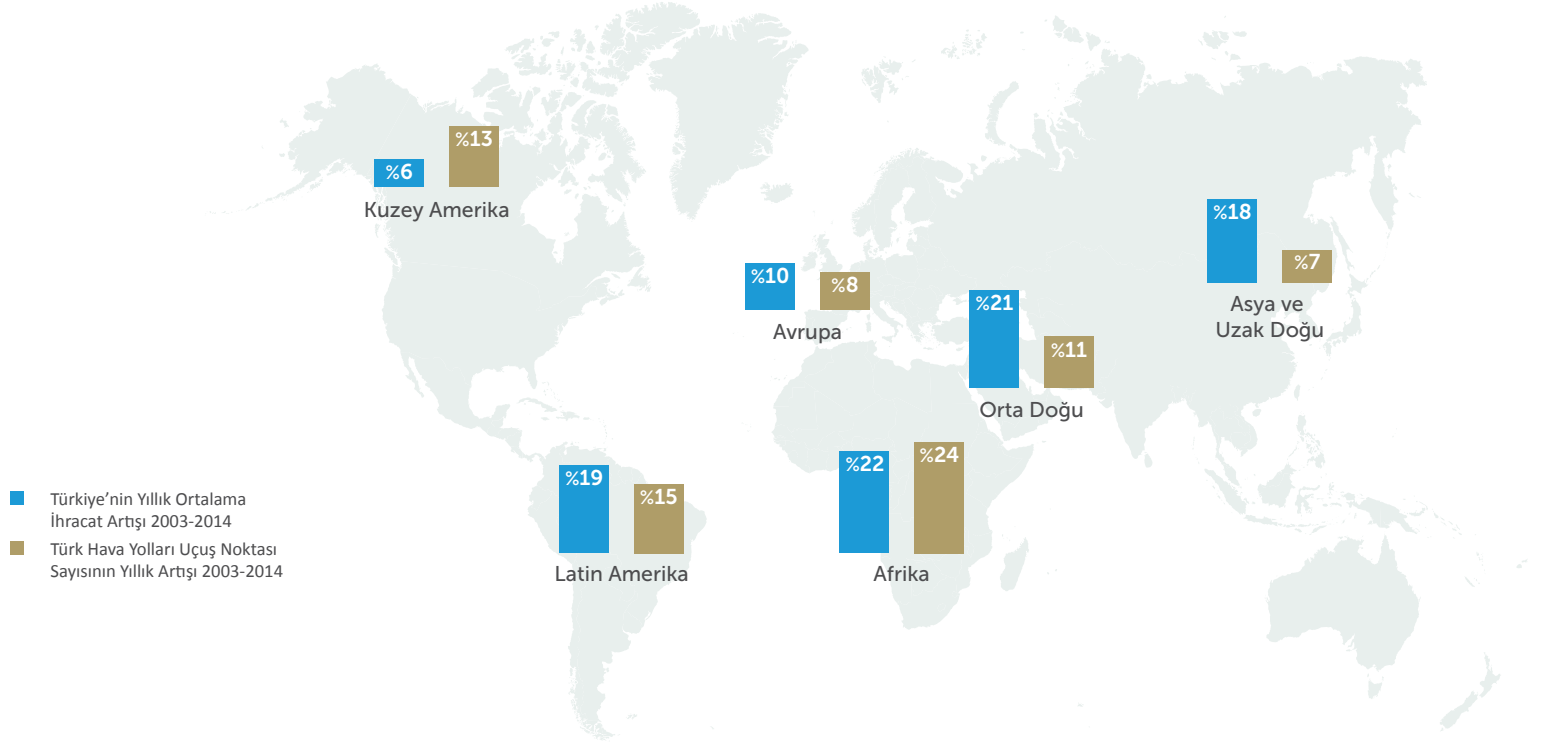 %6
%13
Kuzey Amerika
%10
%8
Avrupa
%21
%11
Orta Doğu
%18
%7
Asya ve
Uzak Doğu
%19
%15
Latin Amerika
%22
%24
Afrika
Türkiye’nin Yıllık Ortalama
İhracat Artışı 2003-2014
Türk Hava Yolları Uçuş Noktası
Sayısının Yıllık Artışı 2003-2014